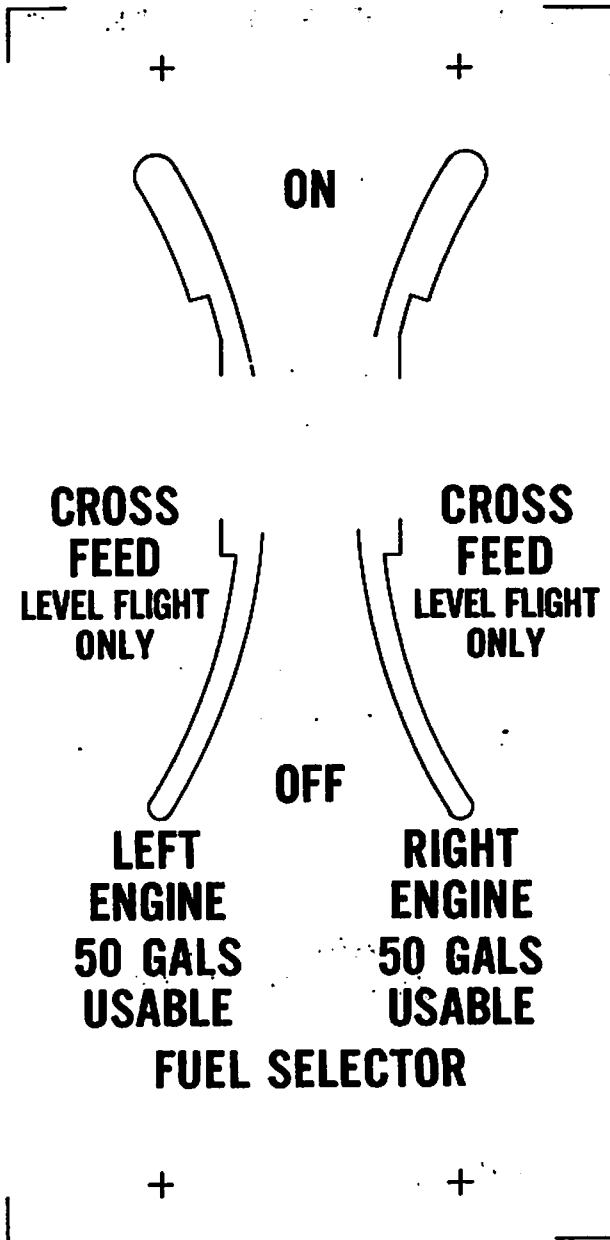 ON
CROSS
FEED
LEVEL FLIGHT
ONLY
CROSS
FEED
LEVEL FLIGHT
ONLY
OFF
LEFT
ENGINE
50 GALS
USABLE
RIGHT
ENGINE
50 GALS
USABLE
FUEL SELECTOR